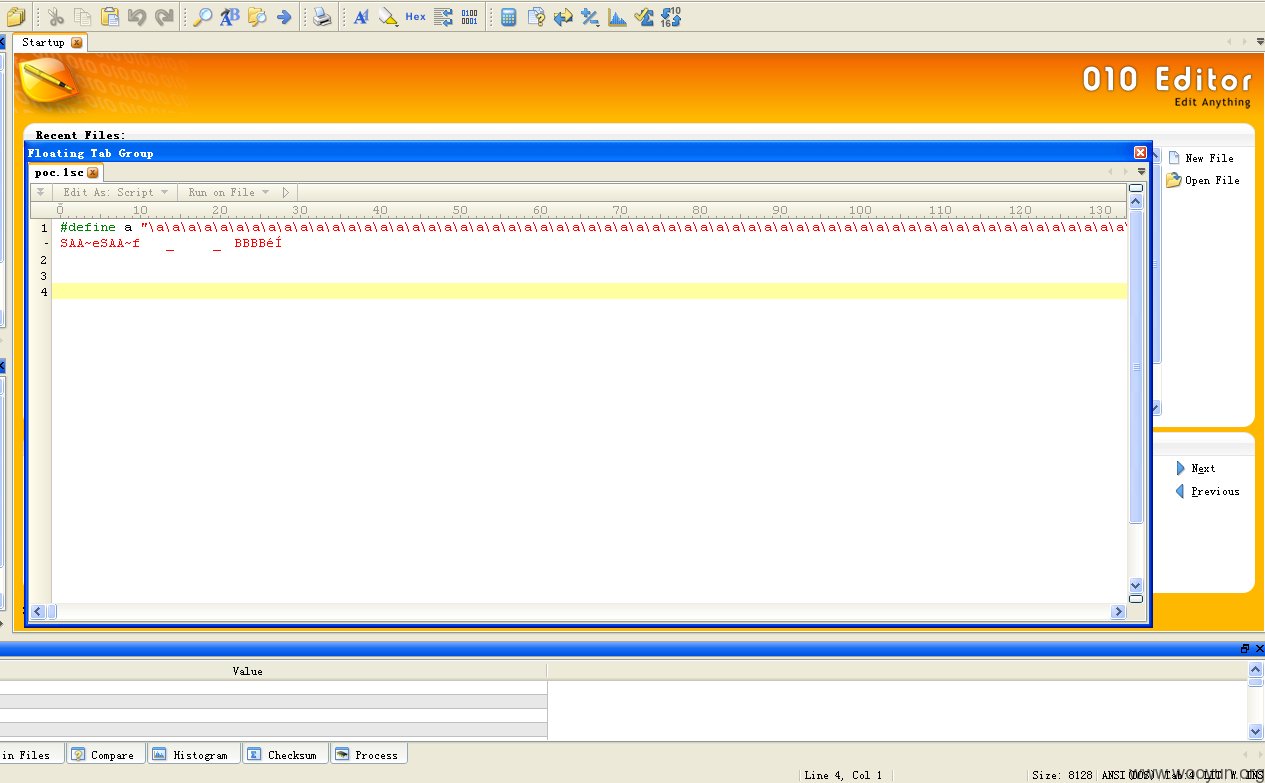 Hex
Startup
010 Editor
Edit Anything
Recent Files:
Floating Tab Group
poc.1sc
New File
Open File
Edit As: Script
Run on File
0 10 20 30 40 50 60 70 80 90 100 110 120 130
1 #define a "\a\a\a\a\a\a\a\a\a\a\a\a\a\a\a\a\a\a\a\a\a\a\a\a\a\a\a\a\a\a\a\a\a\a\a\a\a\a\a\a\a\a\a\a\a\a\a\a\a\a\a\a\a\a\a\a\a\a\a\a\a\
- SAA~eSAA~f _ _ BBBBéÍ
2
3
4
Next
Previous
Value
in Files
Compare
Histogram
Checksum
Process
Line 4, Col 1
Size: 8128
www.wooyun.org